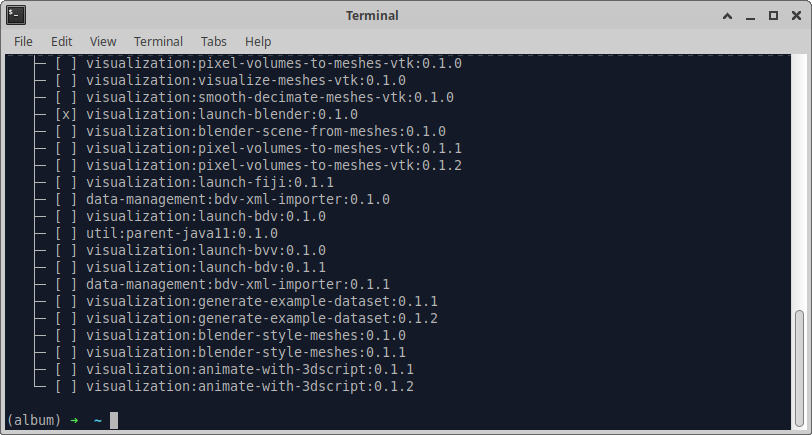 Terminal
File Edit View Terminal Tabs Help
├─ [ ] visualization:pixel-volumes-to-meshes-vtk:0.1.0
├─ [ ] visualization:visualize-meshes-vtk:0.1.0
├─ [ ] visualization:smooth-decimate-meshes-vtk:0.1.0
├─ [x] visualization:launch-blender:0.1.0
├─ [ ] visualization:blender-scene-from-meshes:0.1.0
├─ [ ] visualization:pixel-volumes-to-meshes-vtk:0.1.1
├─ [ ] visualization:pixel-volumes-to-meshes-vtk:0.1.2
├─ [ ] visualization:launch-fiji:0.1.1
├─ [ ] data-management:bdv-xml-importer:0.1.0
├─ [ ] visualization:launch-bdv:0.1.0
├─ [ ] util:parent-java11:0.1.0
├─ [ ] visualization:launch-bvv:0.1.0
├─ [ ] visualization:launch-bdv:0.1.1
├─ [ ] data-management:bdv-xml-importer:0.1.1
├─ [ ] visualization:generate-example-dataset:0.1.1
├─ [ ] visualization:generate-example-dataset:0.1.2
├─ [ ] visualization:blender-style-meshes:0.1.0
├─ [ ] visualization:blender-style-meshes:0.1.1
├─ [ ] visualization:animate-with-3dscript:0.1.1
└─ [ ] visualization:animate-with-3dscript:0.1.2
(album) ➜ ~